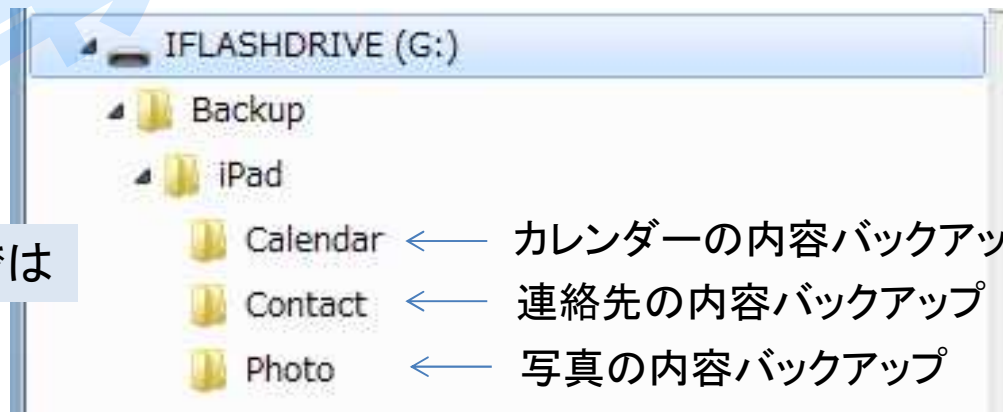 IFLASHDRIVE (G:)
Backup
iPad
Calendar ← カレンダーの内容バックアッ
は
Contact ← 連絡先の内容バックアップ
Photo ← 写真の内容バックアップ